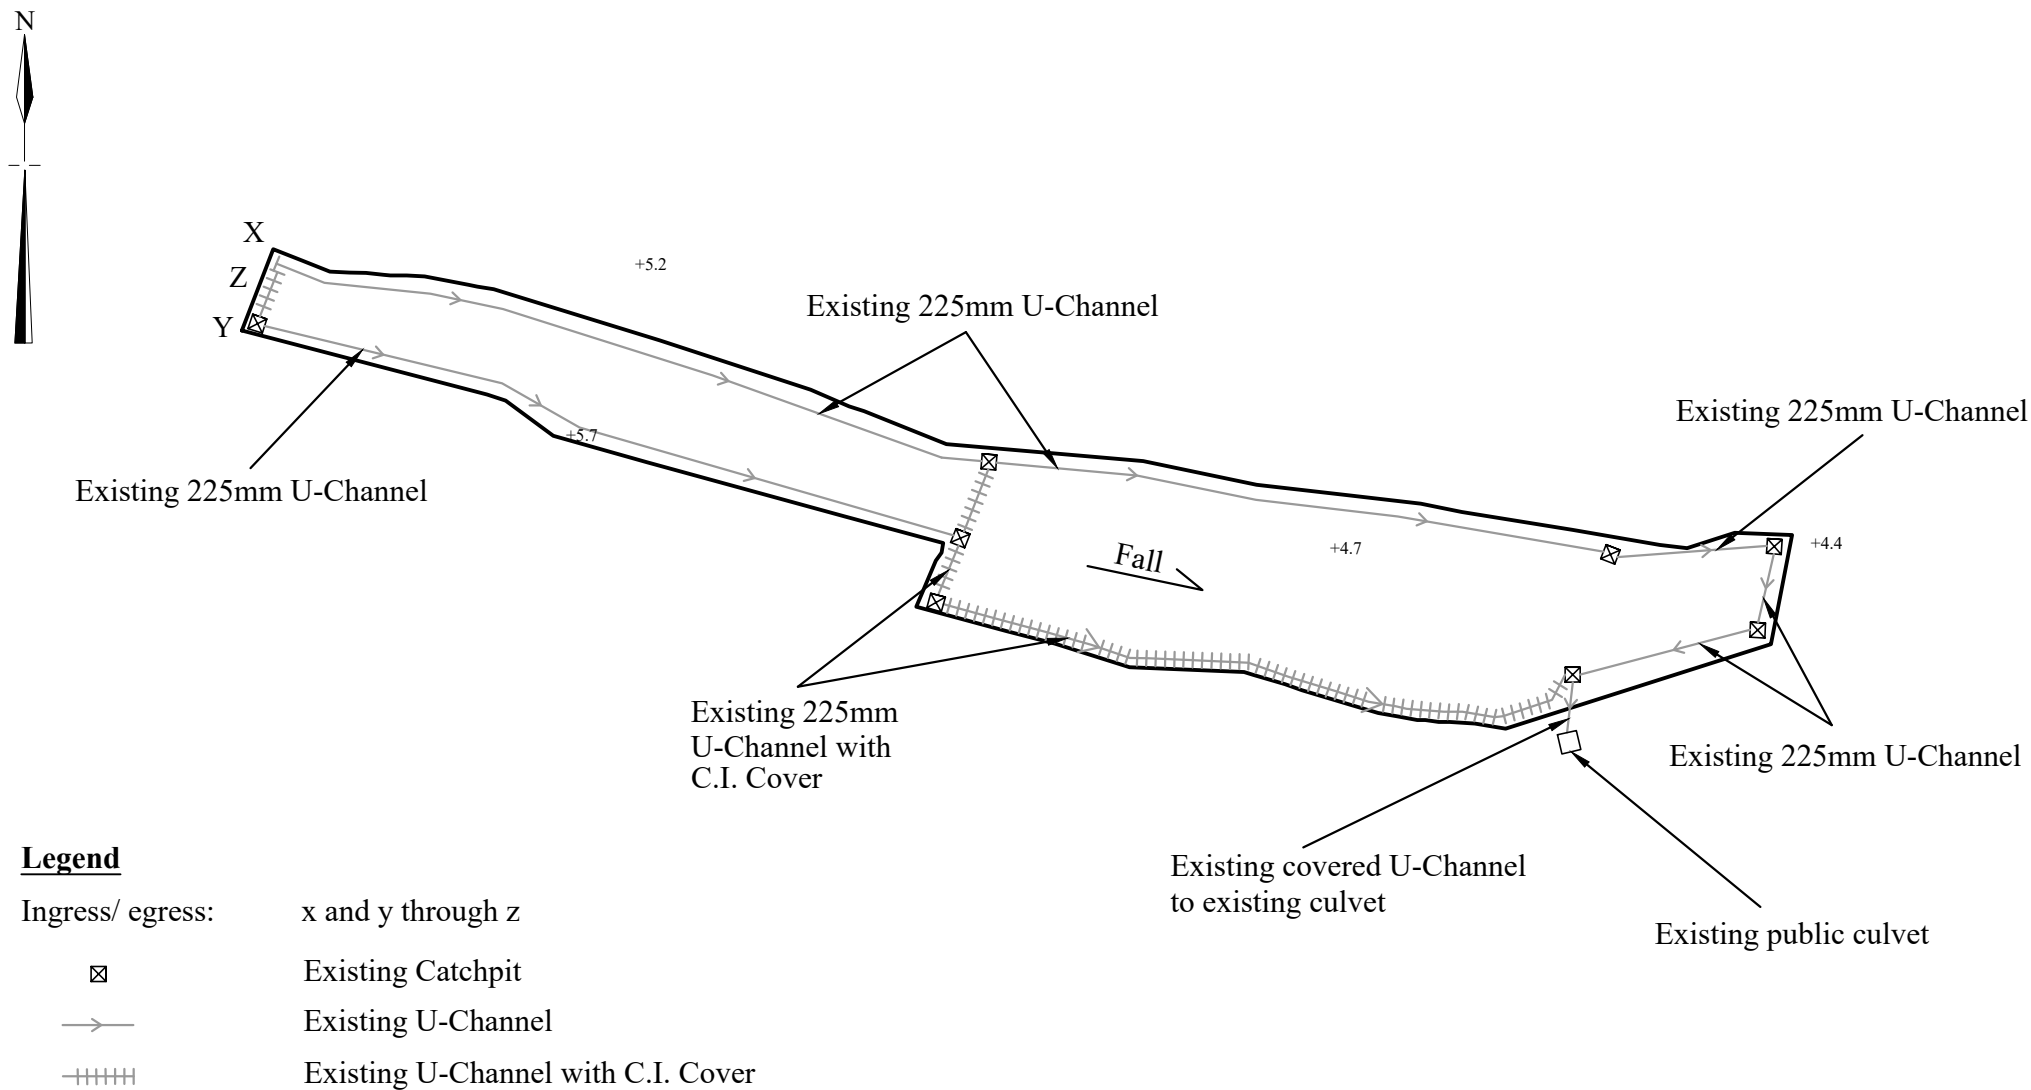 N
X
Z
Y
+5.2
Existing 225mm U-Channel
Existing 225mm U-Channel
+5.7
Existing 225mm U-Channel
+4.7
+4.4
Fall
Existing 225mm
U-Channel with
C.I. Cover
Existing 225mm U-Channel
Existing covered U-Channel
to existing culvet
Existing public culvet
Legend
Ingress/ egress: x and y through z
Existing Catchpit
Existing U-Channel
Existing U-Channel with C.I. Cover